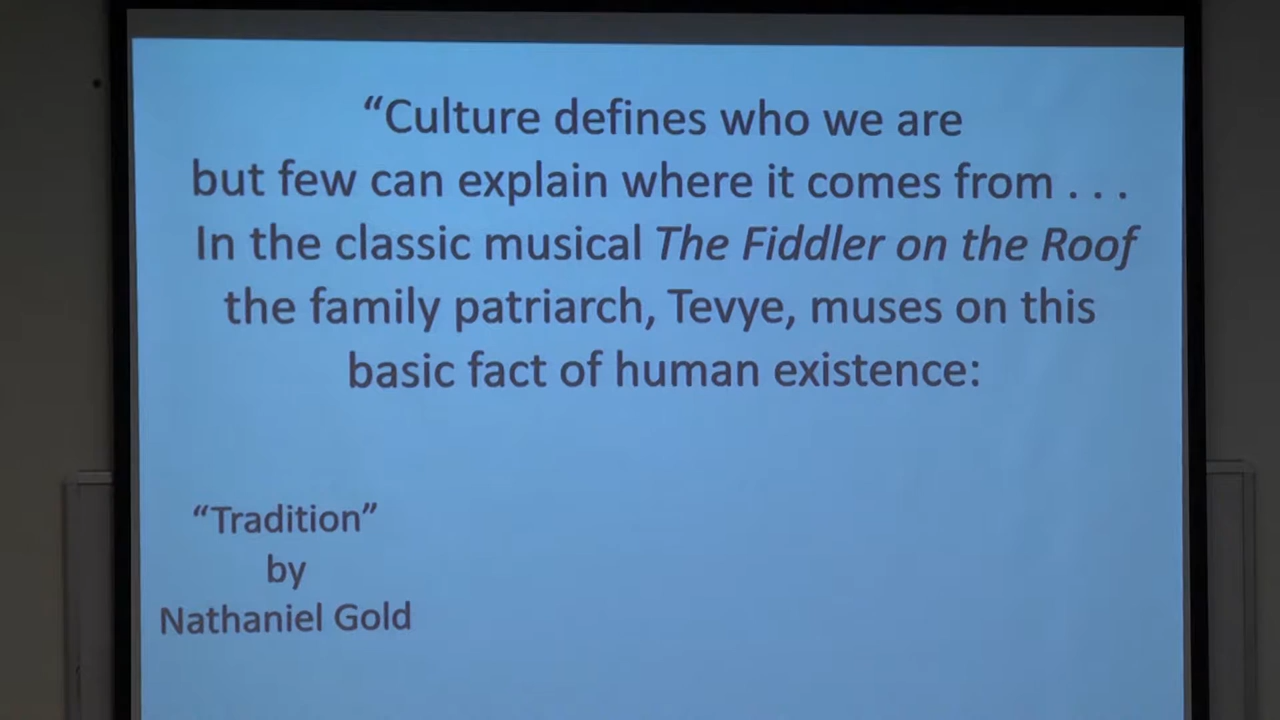 “Culture defines who we are
but few can explain where it comes from . . .
In the classic musical The Fiddler on the Roof
the family patriarch, Tevye, muses on this
basic fact of human existence:
“Tradition”
by
Nathaniel Gold